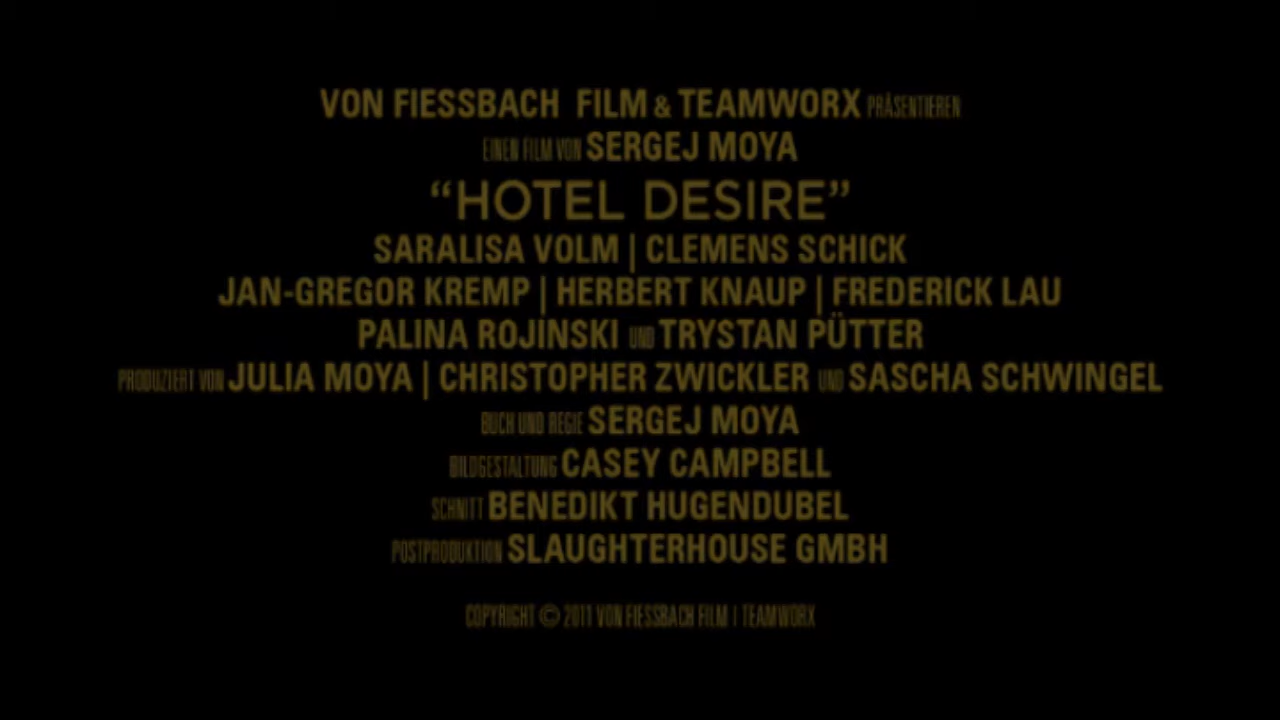 VON FIESSBACH FILM & TEAMWORX PRÄSENTIEREN
EINEN FILM VON SERGEJ MOYA
“HOTEL DESIRE”
SARALISA VOLM | CLEMENS SCHICK
JAN-GREGOR KREMP | HERBERT KNAUP | FREDERICK LAU
PALINA ROJINSKI UND TRYSTAN PÜTTER
PRODUZIERT VON JULIA MOYA | CHRISTOPHER ZWICKLER UND SASCHA SCHWINGEL
BUCH UND REGIE SERGEJ MOYA
BILDGESTALTUNG CASEY CAMPBELL
SCHNITT BENEDIKT HUGENDUBEL
POSTPRODUKTION SLAUGHTERHOUSE GMBH
COPYRIGHT © 2011 VON FIESSBACH FILM | TEAMWORX